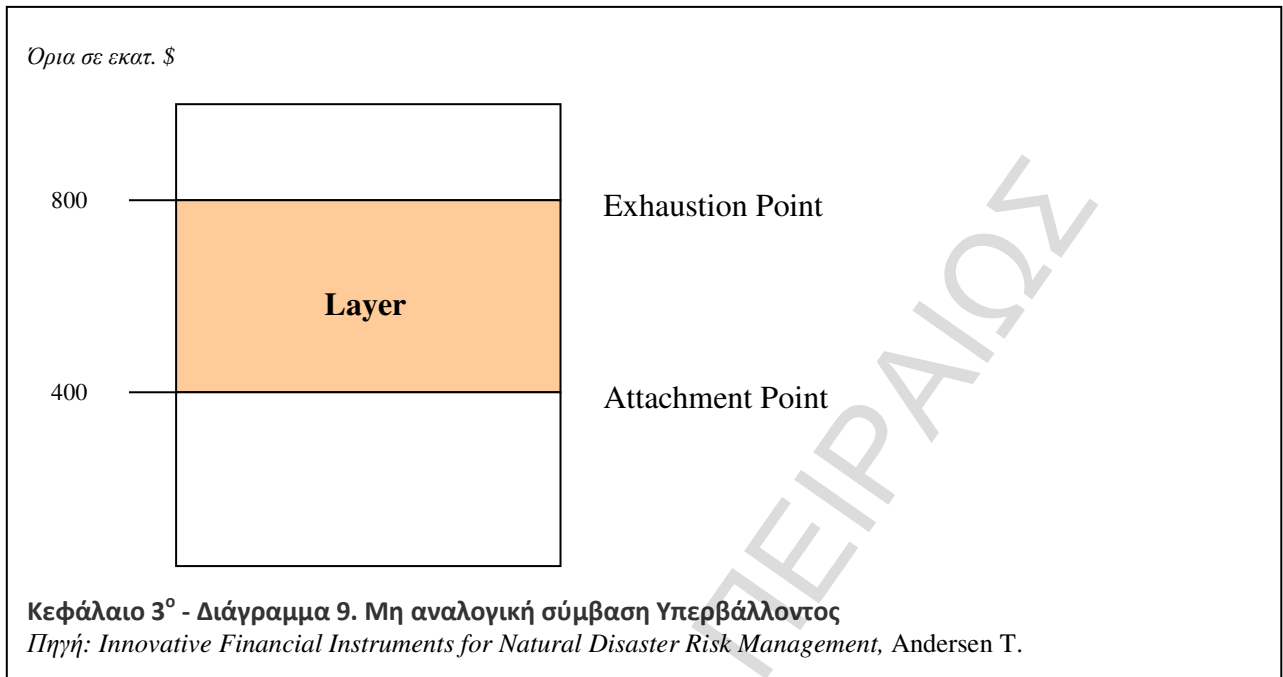 Όρια σε εκατ. $
800
Exhaustion Point
Layer
400
Attachment Point
ΠΕΙΡΑΙΩΣ
Κεφάλαιο 3ο - Διάγραμμα 9. Μη αναλογική σύμβαση Υπερβάλλοντος
Πηγή: Innovative Financial Instruments for Natural Disaster Risk Management, Andersen T.